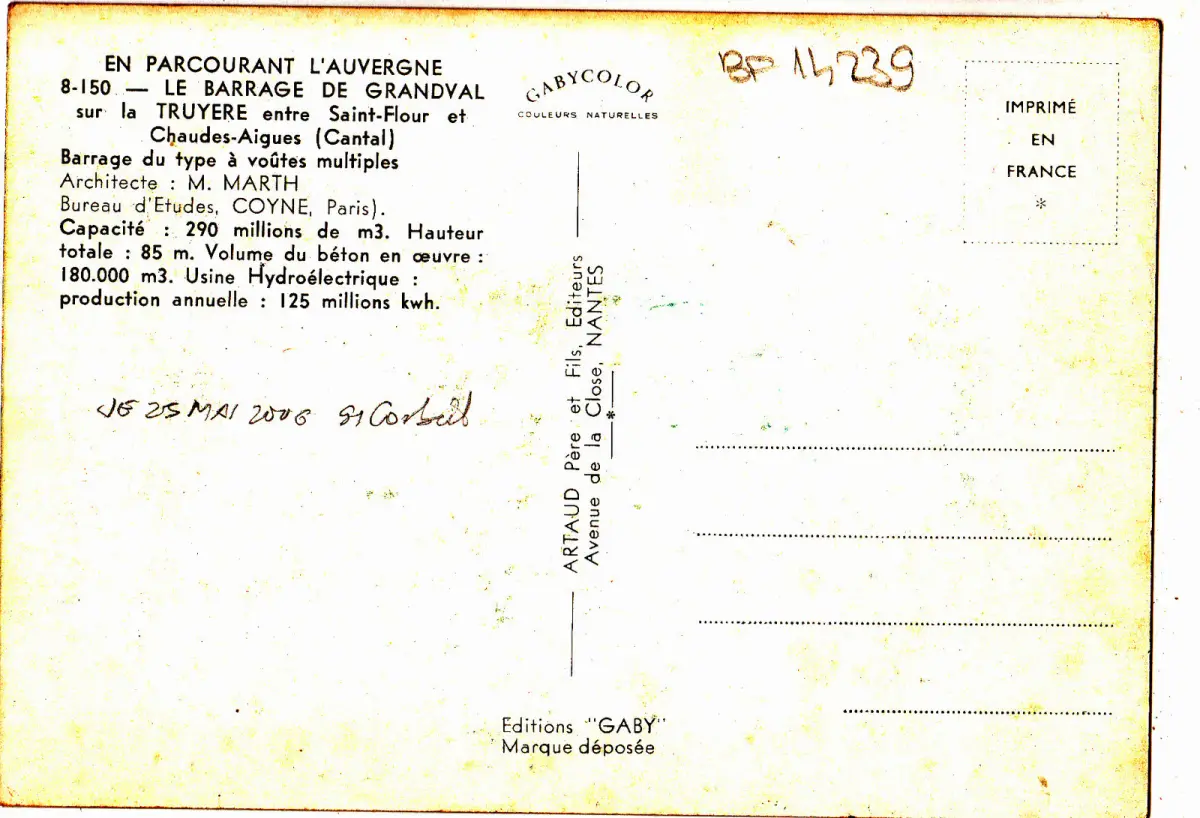 EN PARCOURANT L'AUVERGNE
8-150 — LE BARRAGE DE GRANDVAL
sur la TRUYERE entre Saint-Flour et
Chaudes-Aigues (Cantal)
Barrage du type à voûtes multiples
Architecte : M. MARTH
Bureau d'Etudes, COYNE, Paris).
Capacité : 290 millions de m3. Hauteur
totale : 85 m. Volume du béton en œuvre :
180.000 m3. Usine Hydroélectrique :
production annuelle : 125 millions kwh.
25 MAI 2006
GABYCOLOR
COULEURS NATURELLES
ARTAUD Père et Fils, Editeurs
Avenue de la Close, NANTES
*
Editions "GABY"
Marque déposée
14239
IMPRIMÉ
EN
FRANCE
*